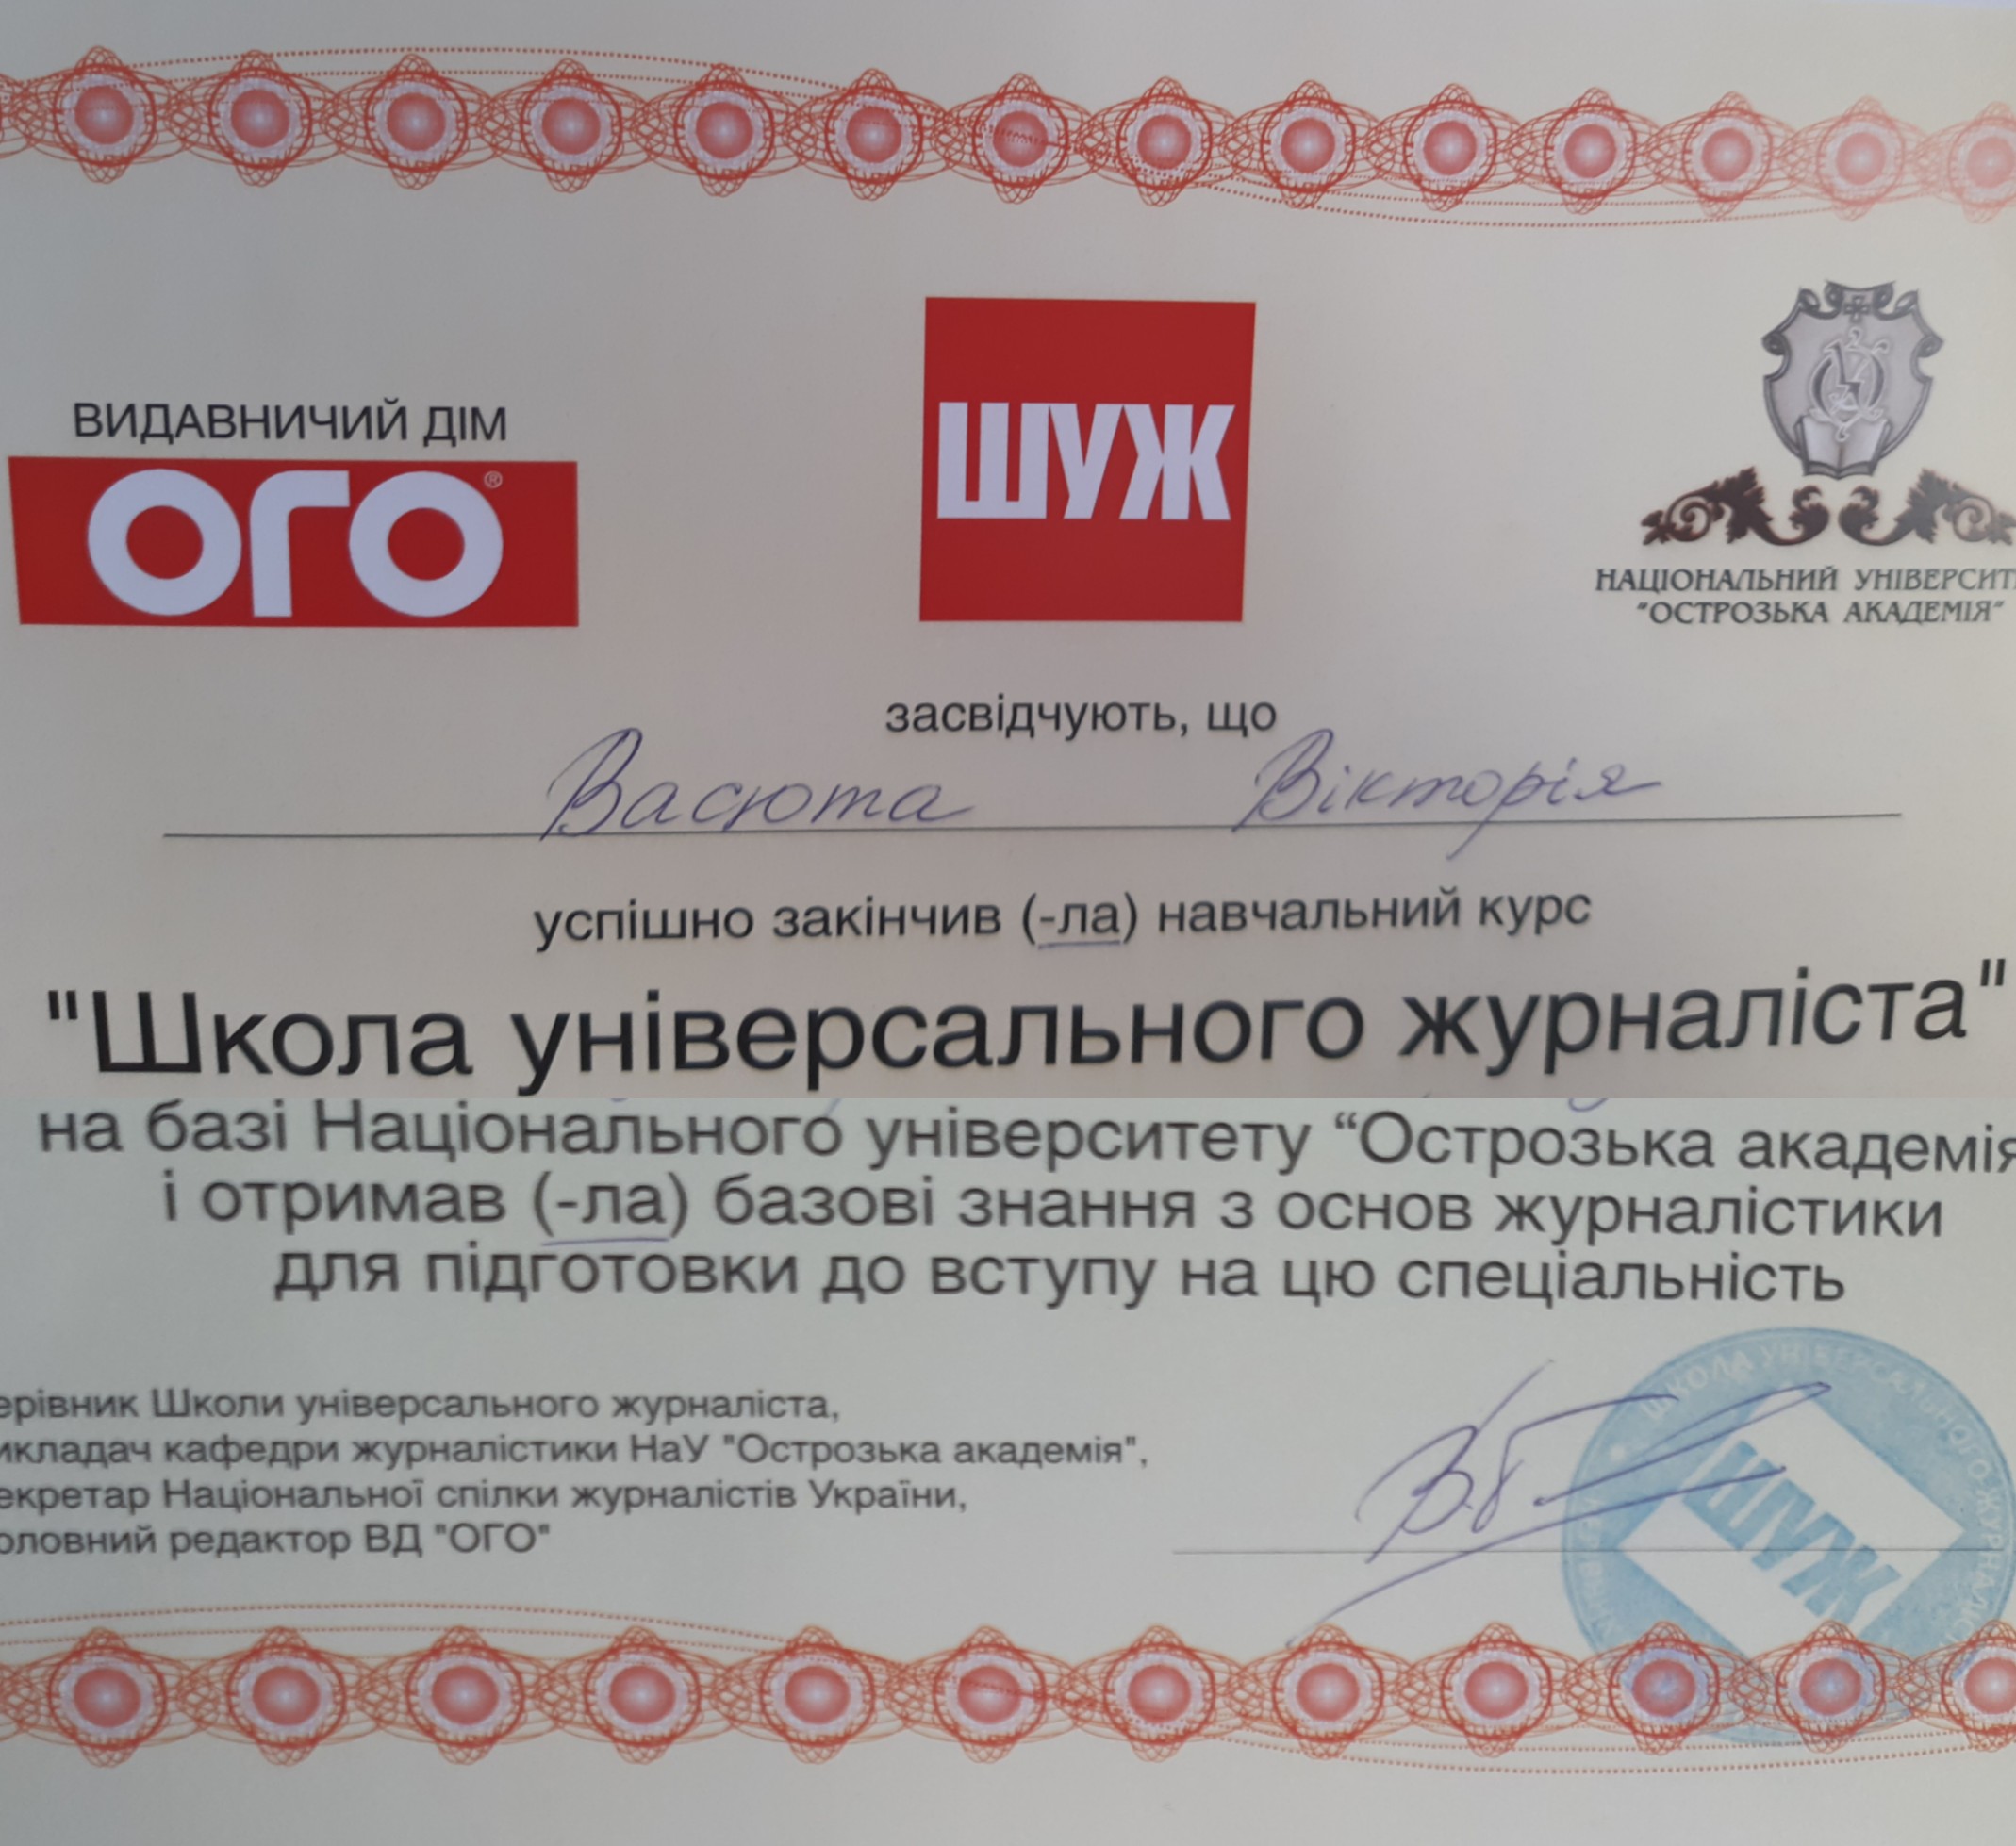 ВИДАВНИЧИЙ ДІМ
ОГО®
ШУЖ
НАЦІОНАЛЬНИЙ УНІВЕРСИТ
"ОСТРОЗЬКА АКАДЕМІЯ"
засвідчують, що
Васюта Вікторія
успішно закінчив (-ла) навчальний курс
"Школа універсального журналіста"
на базі Національного університету “Острозька академія
і отримав (-ла) базові знання з основ журналістики
для підготовки до вступу на цю спеціальність
ерівник Школи універсального журналіста,
икладач кафедри журналістики НаУ "Острозька академія",
екретар Національної спілки журналістів України,
оловний редактор ВД "ОГО"
ШКОЛА УНІВЕРСАЛЬНОГО ЖУРНАЛІС
ШУЖ